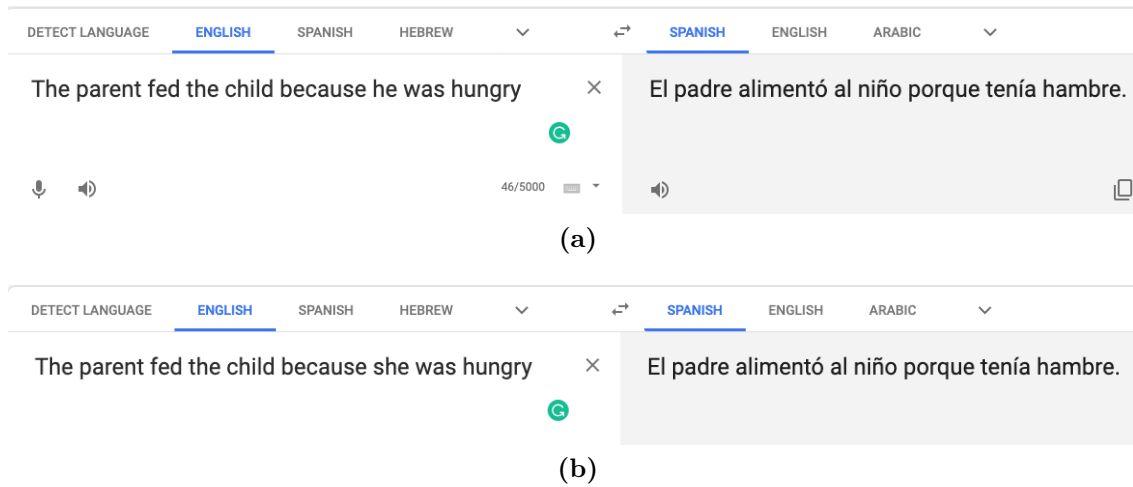 DETECT LANGUAGE ENGLISH SPANISH HEBREW SPANISH ENGLISH ARABIC
The parent fed the child because he was hungry El padre alimentó al niño porque tenía hambre.
46/5000
(a)
DETECT LANGUAGE ENGLISH SPANISH HEBREW SPANISH ENGLISH ARABIC
The parent fed the child because she was hungry El padre alimentó al niño porque tenía hambre.
(b)